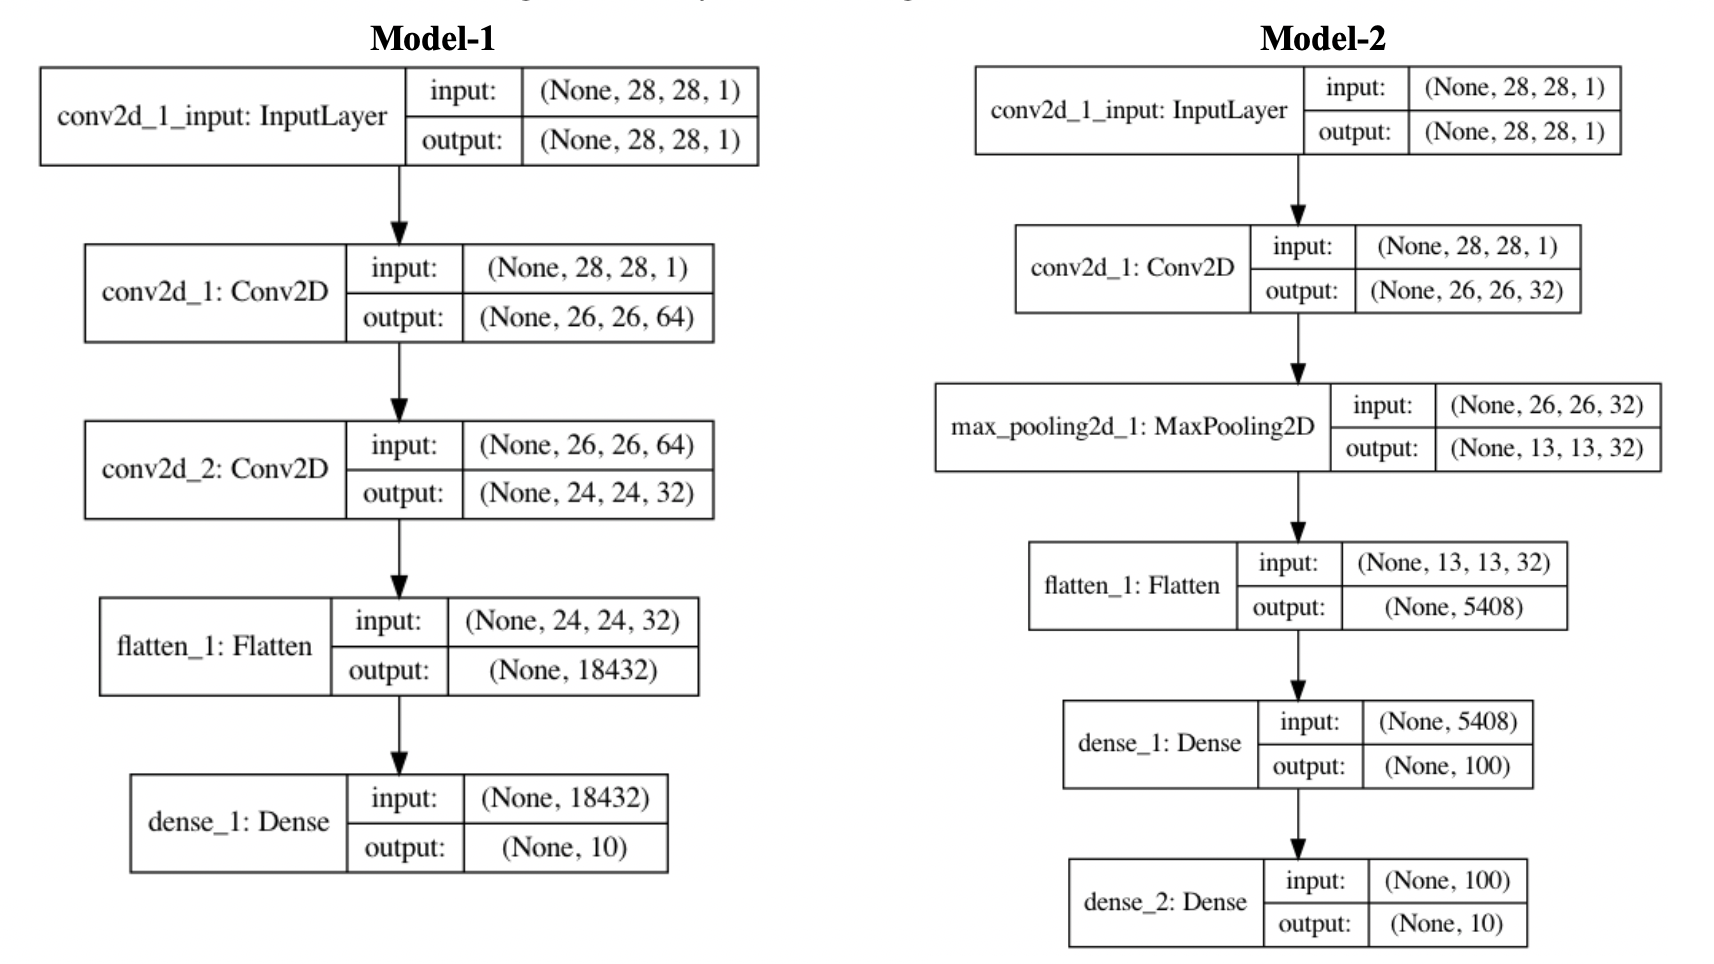 Model-1
conv2d_1_input: InputLayer
input: (None, 28, 28, 1)
output: (None, 28, 28, 1)
conv2d_1: Conv2D
input: (None, 28, 28, 1)
output: (None, 26, 26, 64)
conv2d_2: Conv2D
input: (None, 26, 26, 64)
output: (None, 24, 24, 32)
flatten_1: Flatten
input: (None, 24, 24, 32)
output: (None, 18432)
dense_1: Dense
input: (None, 18432)
output: (None, 10)
Model-2
conv2d_1_input: InputLayer
input: (None, 28, 28, 1)
output: (None, 28, 28, 1)
conv2d_1: Conv2D
input: (None, 28, 28, 1)
output: (None, 26, 26, 32)
max_pooling2d_1: MaxPooling2D
input: (None, 26, 26, 32)
output: (None, 13, 13, 32)
flatten_1: Flatten
input: (None, 13, 13, 32)
output: (None, 5408)
dense_1: Dense
input: (None, 5408)
output: (None, 100)
dense_2: Dense
input: (None, 100)
output: (None, 10)